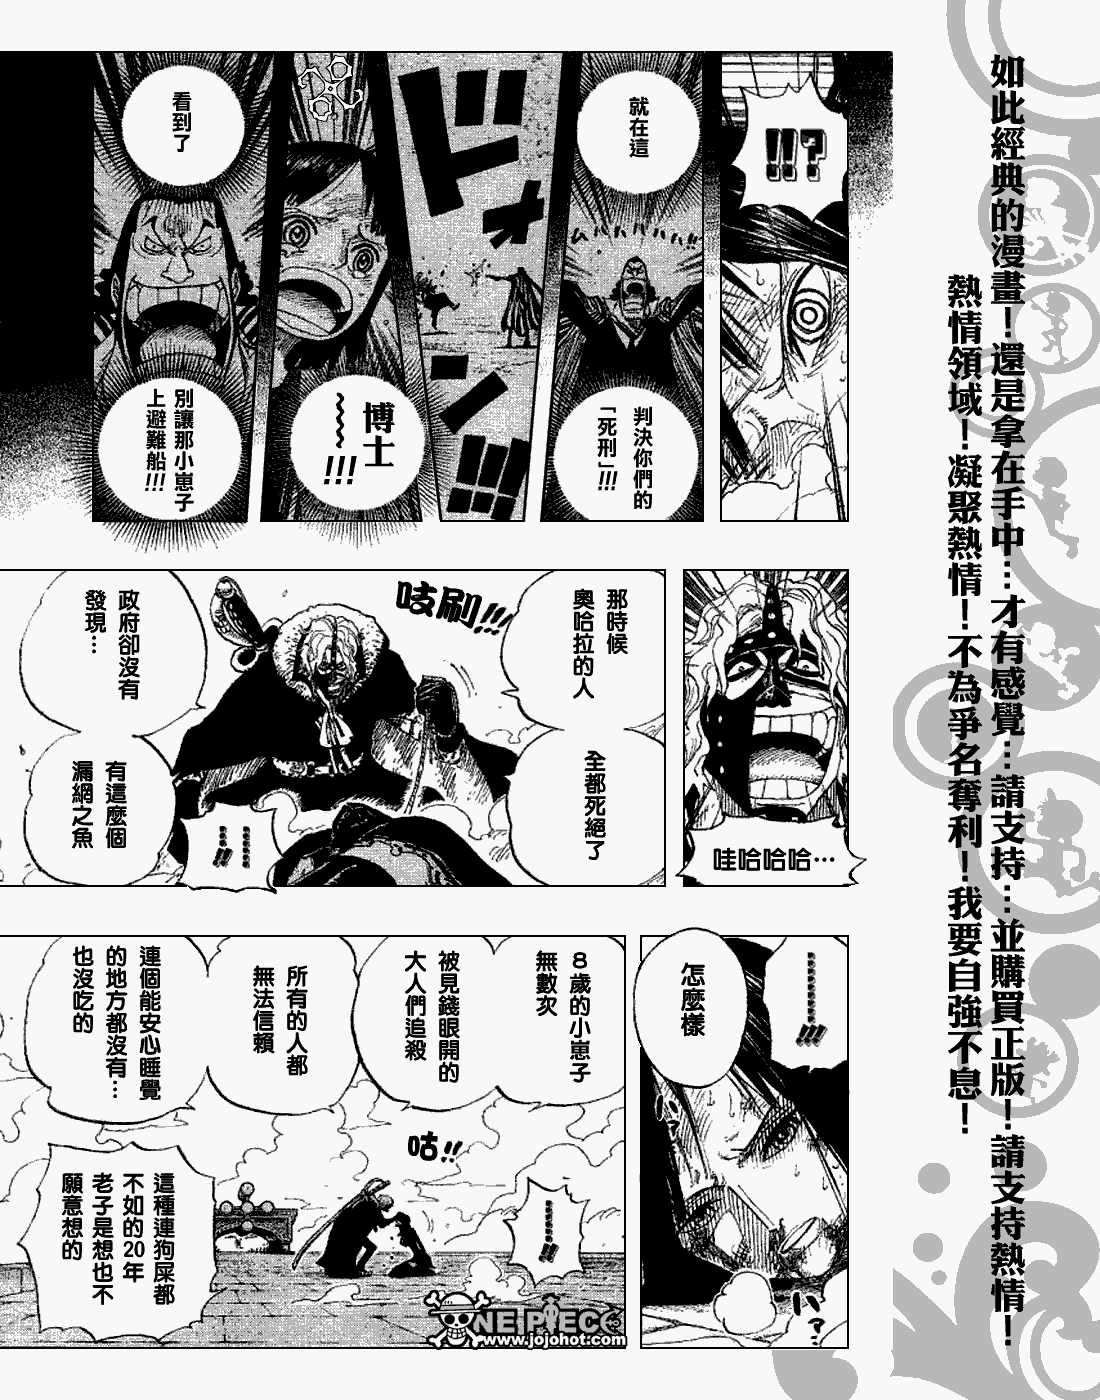 !!?
就在這
判決你們的
「死刑」!!!
ムハハハハハハ
ドォン!!!
博士
~~~!!!
看到了
別讓那小崽子
上避難船!!!
哇哈哈哈…
那時候
奧哈拉的人
全都死絕了
吱刷!!!
政府卻沒有
發現…
有這麼個
漏網之魚
…………!!
…………!!!
怎麼樣
ハァ
ハァ
8歲的小崽子
無數次
被見錢眼開的
大人們追殺
所有的人都
無法信賴
連個能安心睡覺
的地方都沒有…
也沒吃的
咕!!
…………!!
這種連狗屎都
不如的20年
老子是想也不
願意想的
ONE PIECE
www.jojohot.com
如此經典的漫畫！還是拿在手中…才有感覺…請支持…並購買正版！請支持熱情！
熱情領域！凝聚熱情！不為爭名奪利！我要自強不息！